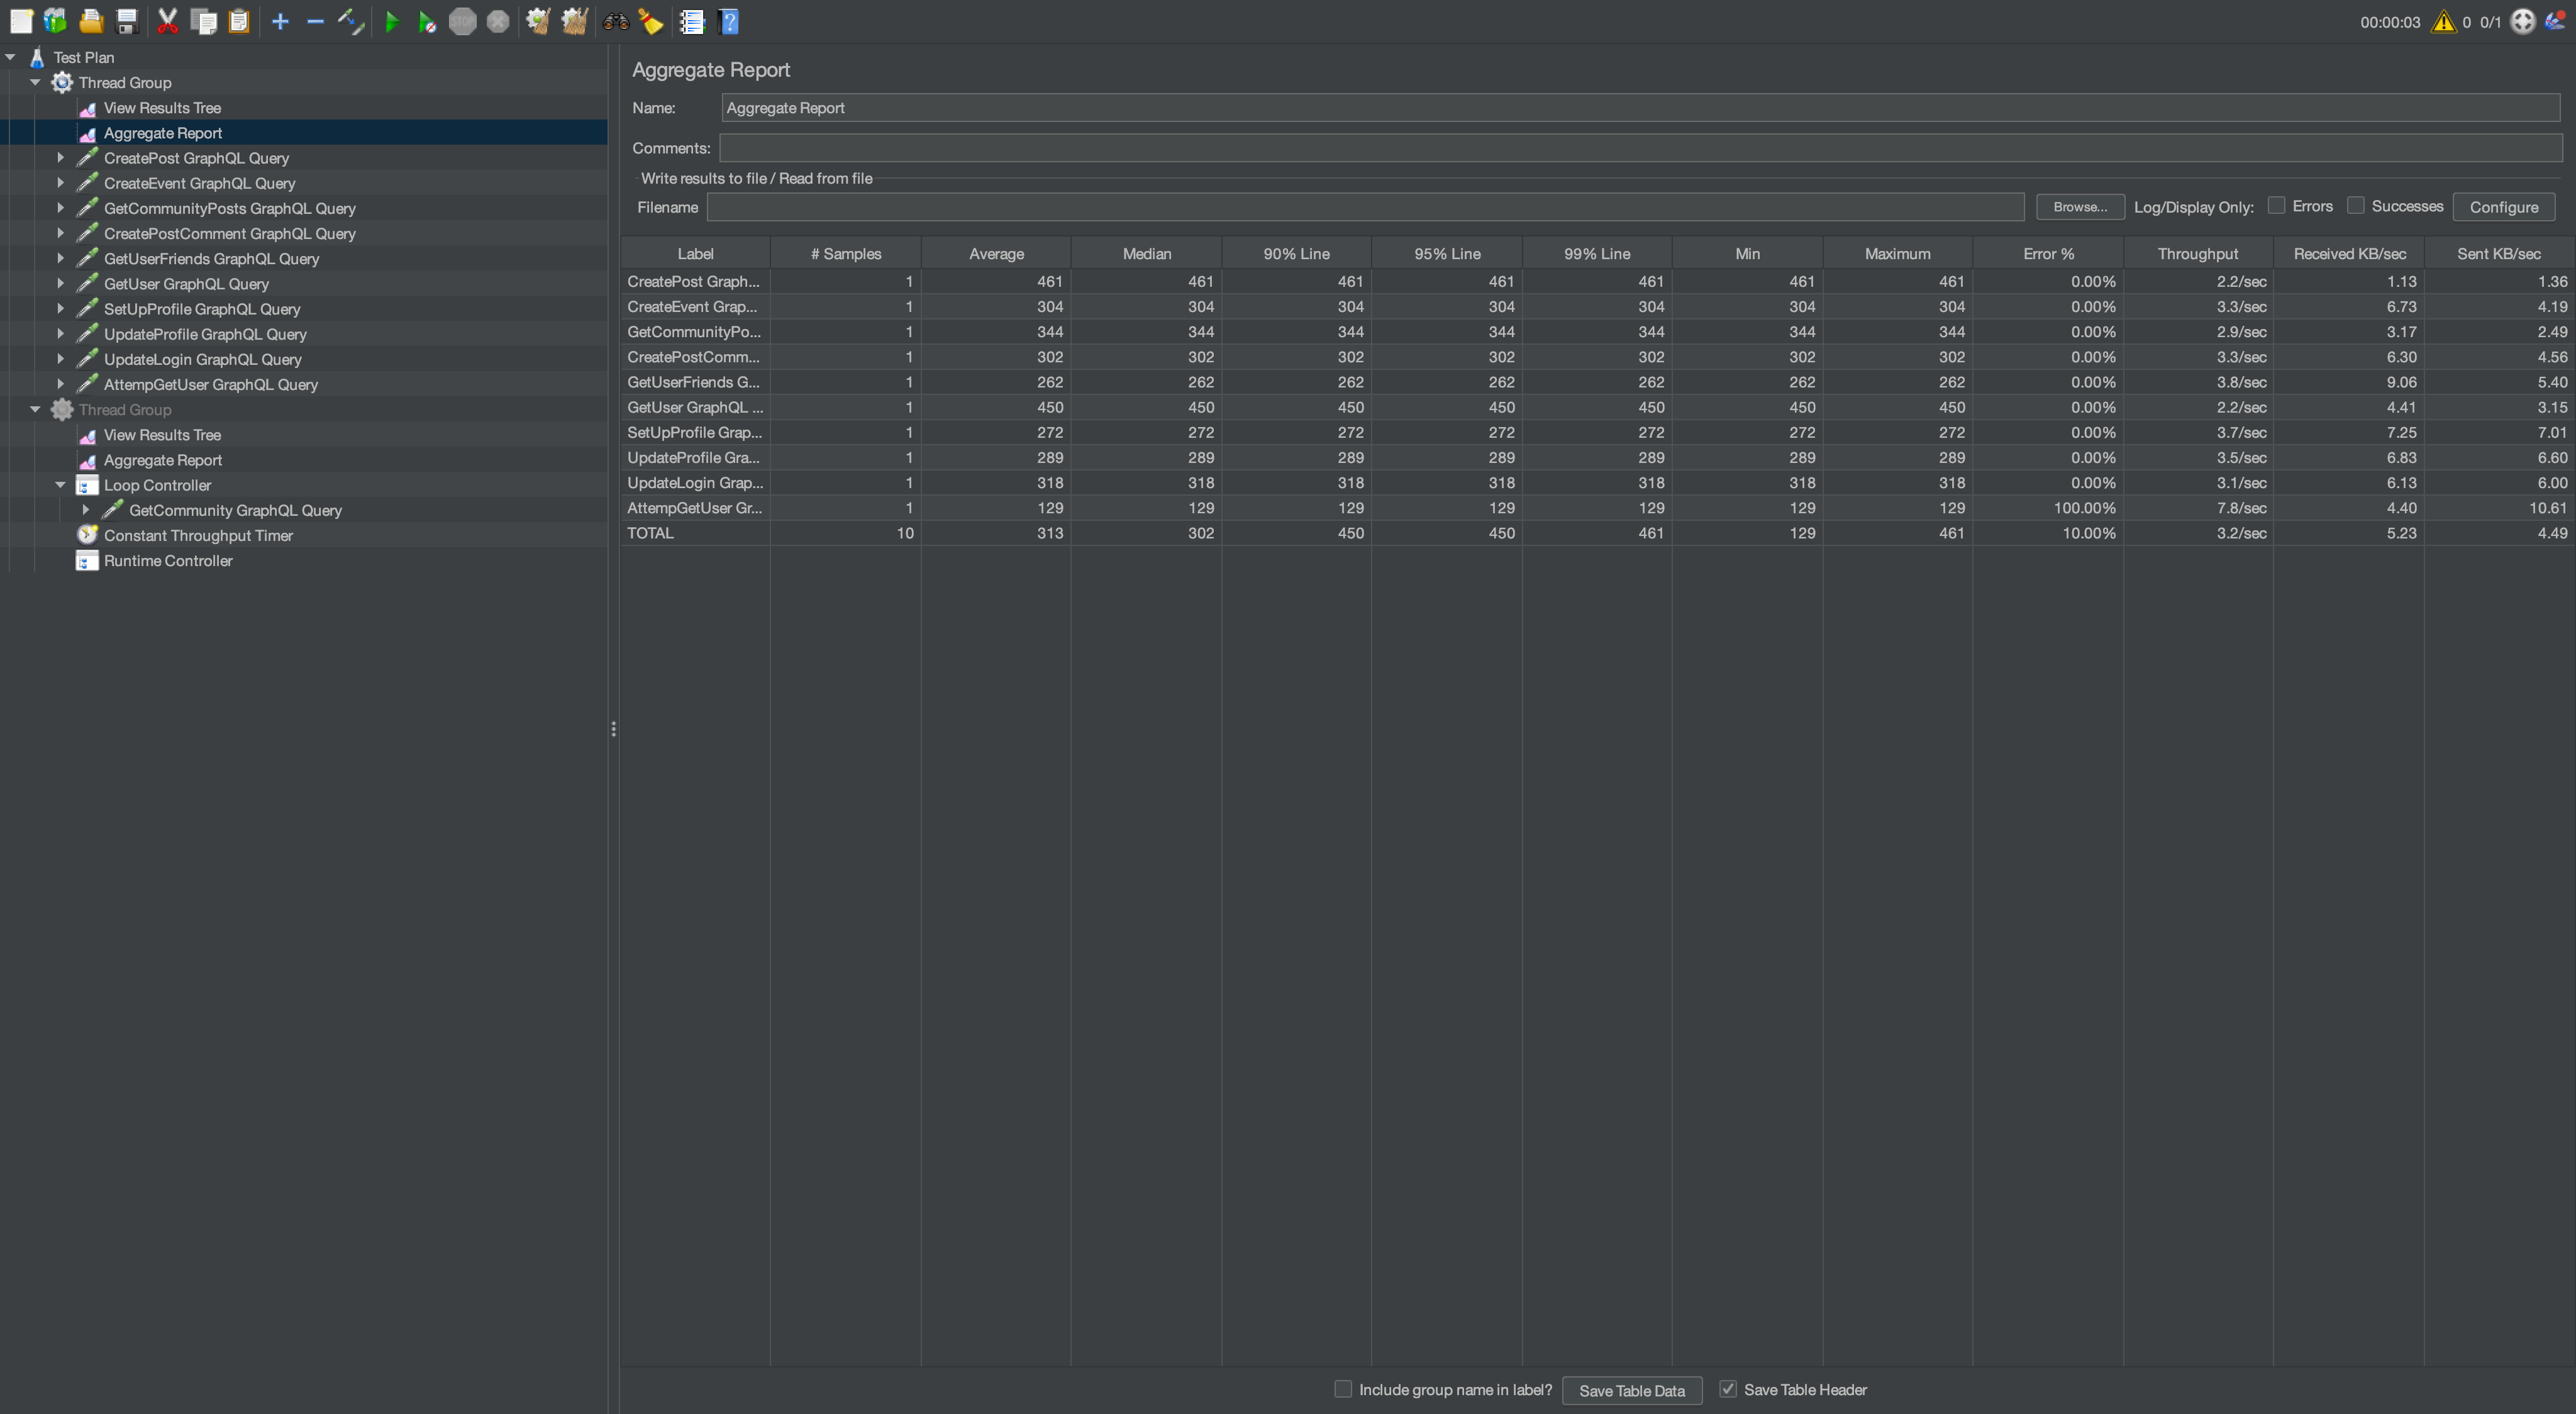 STOP
00:00:03 0 0/1
Test Plan
Thread Group
View Results Tree
Aggregate Report
CreatePost GraphQL Query
CreateEvent GraphQL Query
GetCommunityPosts GraphQL Query
CreatePostComment GraphQL Query
GetUserFriends GraphQL Query
GetUser GraphQL Query
SetUpProfile GraphQL Query
UpdateProfile GraphQL Query
UpdateLogin GraphQL Query
AttempGetUser GraphQL Query
Thread Group
View Results Tree
Aggregate Report
Loop Controller
GetCommunity GraphQL Query
Constant Throughput Timer
Runtime Controller
Aggregate Report
Name: Aggregate Report
Comments:
Write results to file / Read from file
Filename Browse... Log/Display Only: Errors Successes Configure
Label # Samples Average Median 90% Line 95% Line 99% Line Min Maximum Error % Throughput Received KB/sec Sent KB/sec
CreatePost Graph... 1 461 461 461 461 461 461 461 0.00% 2.2/sec 1.13 1.36
CreateEvent Grap... 1 304 304 304 304 304 304 304 0.00% 3.3/sec 6.73 4.19
GetCommunityPo... 1 344 344 344 344 344 344 344 0.00% 2.9/sec 3.17 2.49
CreatePostComm... 1 302 302 302 302 302 302 302 0.00% 3.3/sec 6.30 4.56
GetUserFriends G... 1 262 262 262 262 262 262 262 0.00% 3.8/sec 9.06 5.40
GetUser GraphQL ... 1 450 450 450 450 450 450 450 0.00% 2.2/sec 4.41 3.15
SetUpProfile Grap... 1 272 272 272 272 272 272 272 0.00% 3.7/sec 7.25 7.01
UpdateProfile Gra... 1 289 289 289 289 289 289 289 0.00% 3.5/sec 6.83 6.60
UpdateLogin Grap... 1 318 318 318 318 318 318 318 0.00% 3.1/sec 6.13 6.00
AttempGetUser Gr... 1 129 129 129 129 129 129 129 100.00% 7.8/sec 4.40 10.61
TOTAL 10 313 302 450 450 461 129 461 10.00% 3.2/sec 5.23 4.49
Include group name in label? Save Table Data Save Table Header